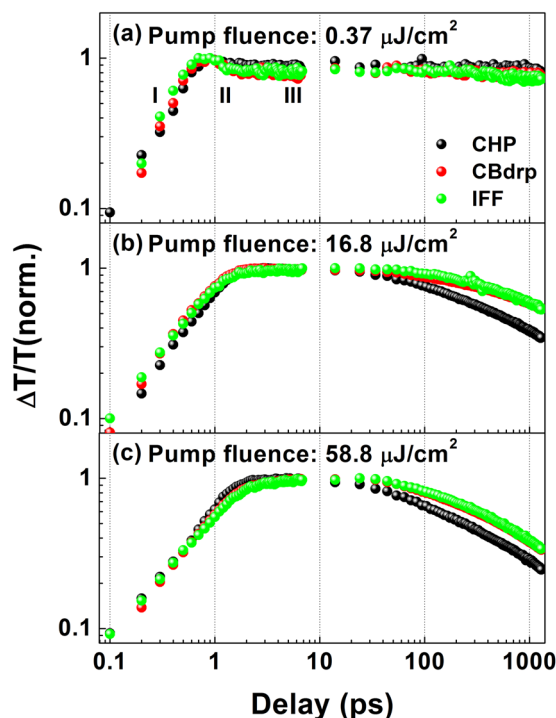 (a) Pump fluence: 0.37 μJ/cm²
1
I
II
III
CHP
CBdrp
IFF
0.1
(b) Pump fluence: 16.8 μJ/cm²
1
0.1
(c) Pump fluence: 58.8 μJ/cm²
1
0.1
ΔT/T(norm.)
0.1
1
10
100
1000
Delay (ps)